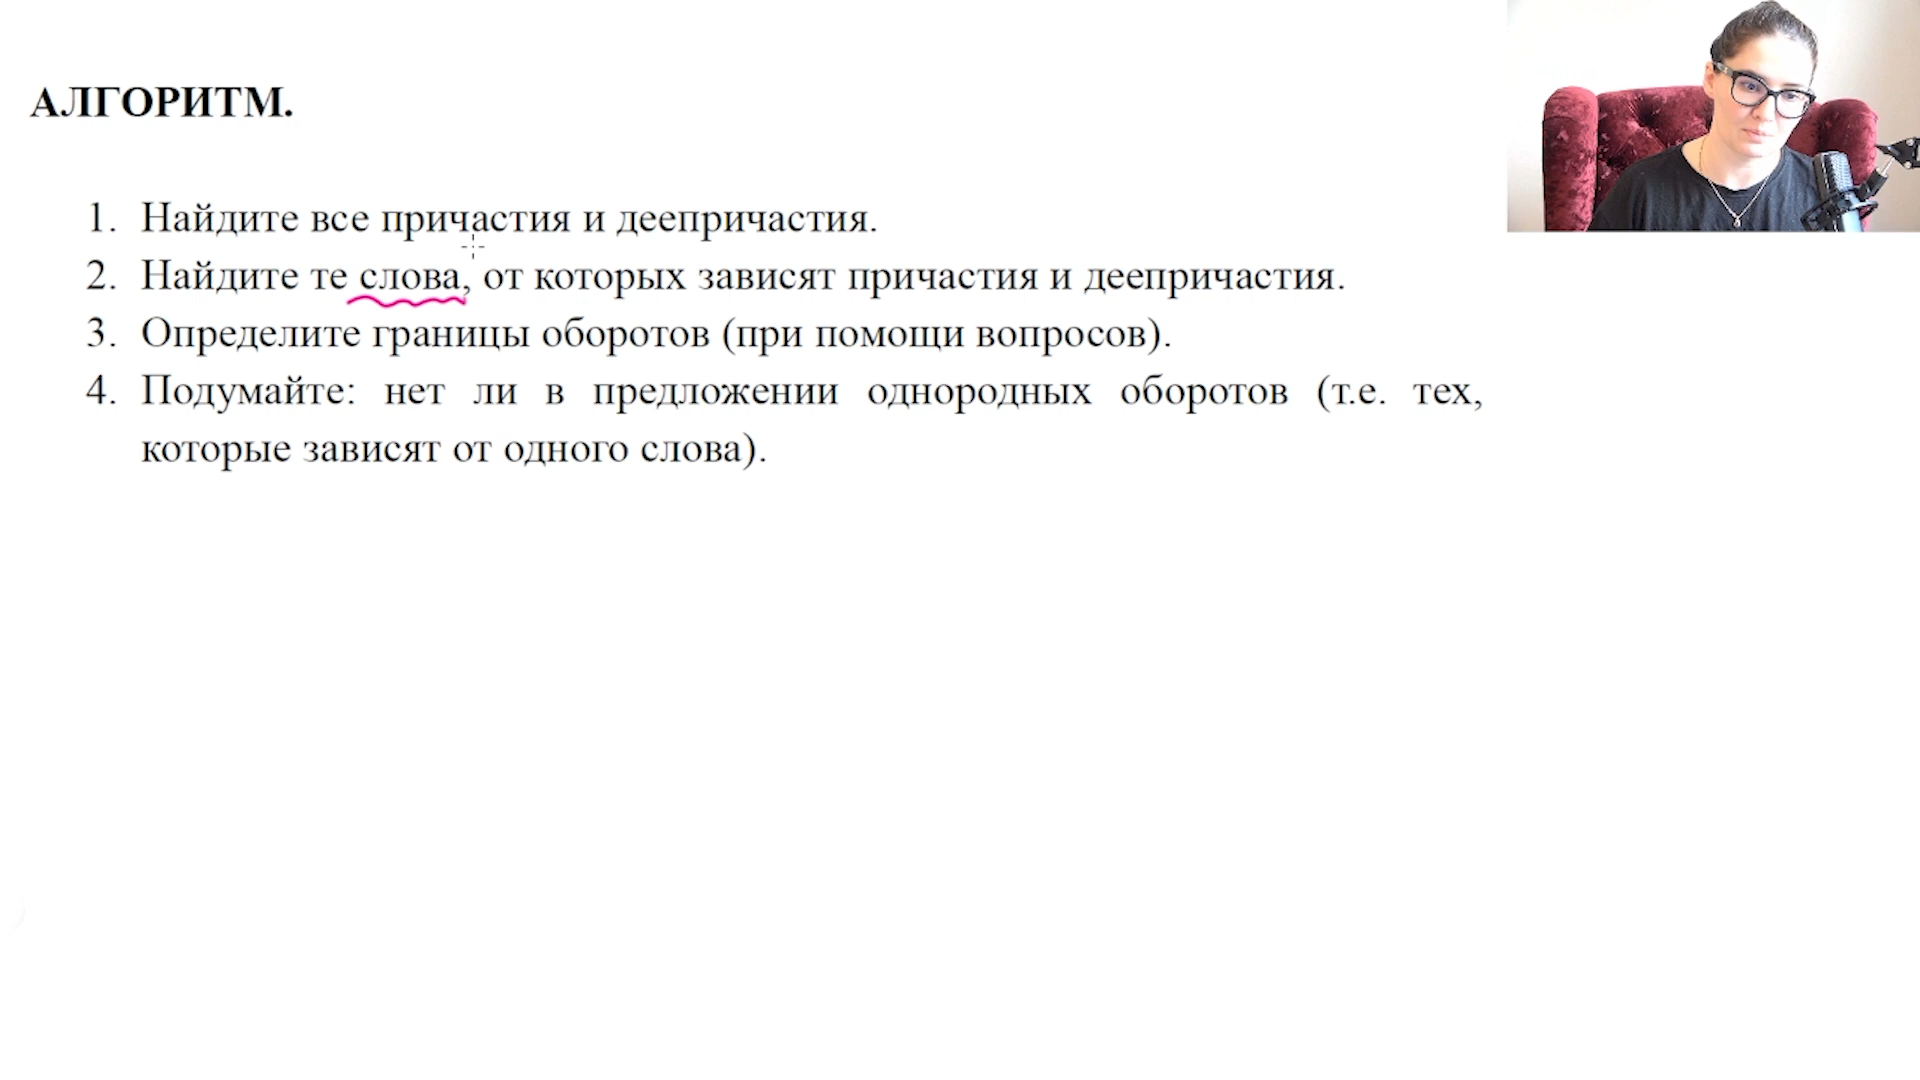 АЛГОРИТМ.
1. Найдите все причастия и деепричастия.
2. Найдите те слова, от которых зависят причастия и деепричастия.
3. Определите границы оборотов (при помощи вопросов).
4. Подумайте: нет ли в предложении однородных оборотов (т.е. тех,
которые зависят от одного слова).